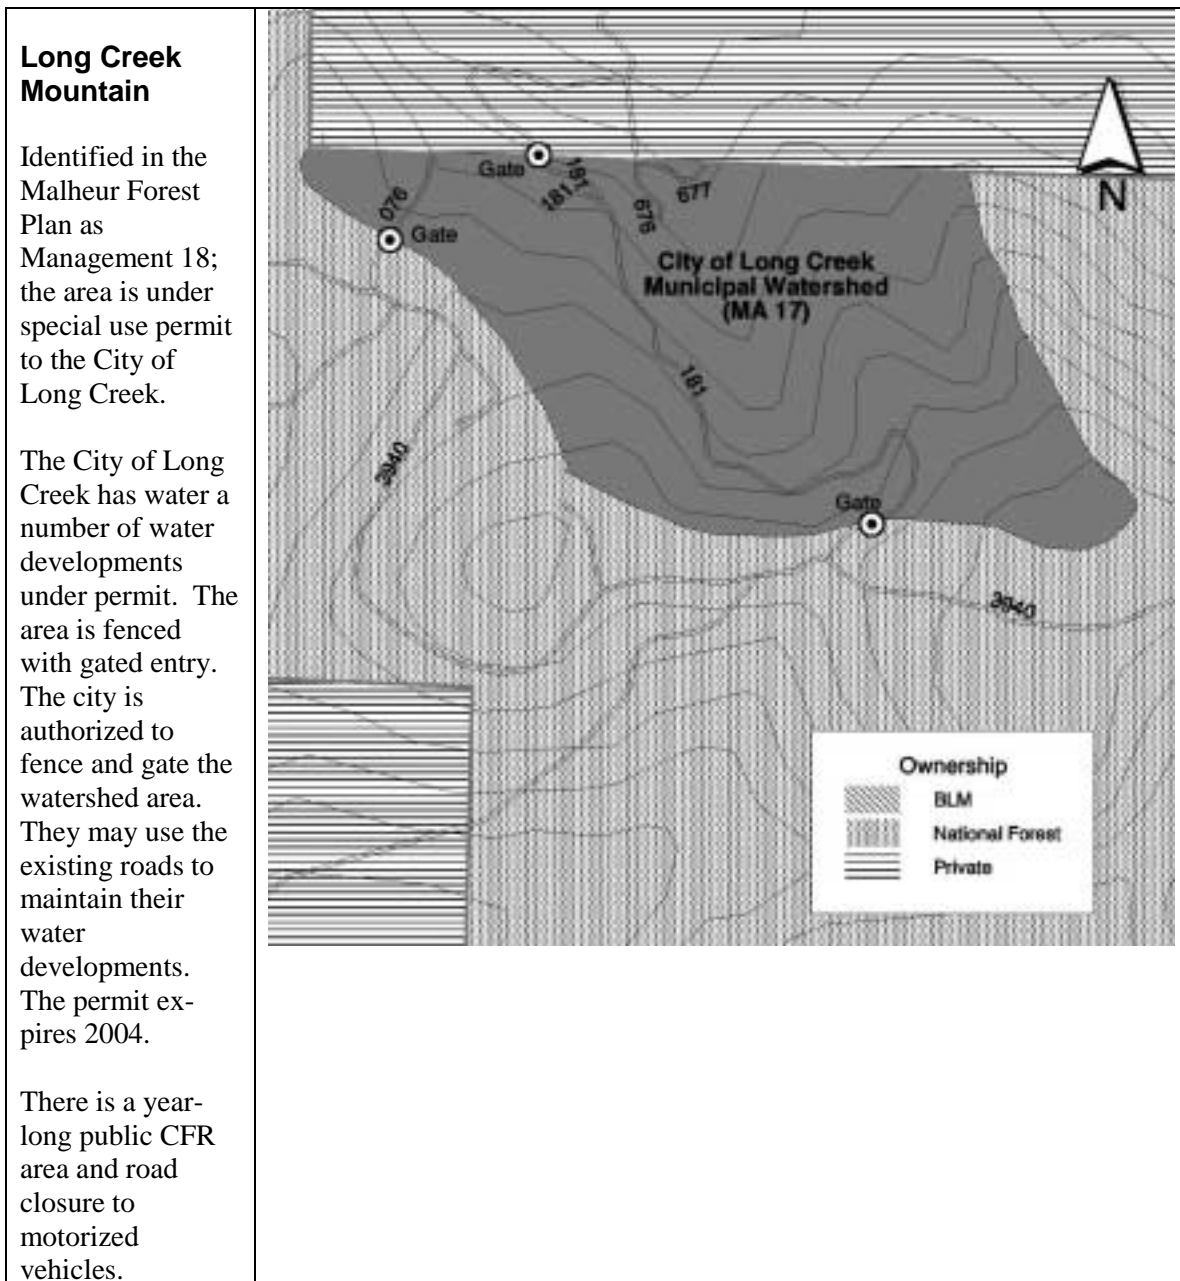 Long Creek
Mountain
Identified in the
Malheur Forest
Plan as
Management 18;
the area is under
special use permit
to the City of
Long Creek.
The City of Long
Creek has water a
number of water
developments
under permit.  The
area is fenced
with gated entry.
The city is
authorized to
fence and gate the
watershed area.
They may use the
existing roads to
maintain their
water
developments.
The permit ex-
pires 2004.
There is a year-
long public CFR
area and road
closure to
motorized
vehicles.
N
Gate
181
181
677
676
076
Gate
City of Long Creek
Municipal Watershed
(MA 17)
181
3940
Gate
3940
Ownership
BLM
National Forest
Private